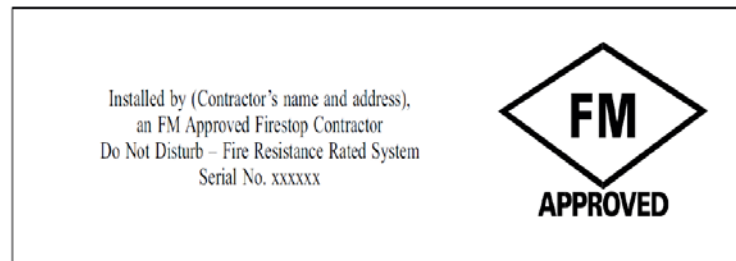 Installed by (Contractor's name and address),
an FM Approved Firestop Contractor
Do Not Disturb – Fire Resistance Rated System
Serial No. xxxxxx
FM
APPROVED